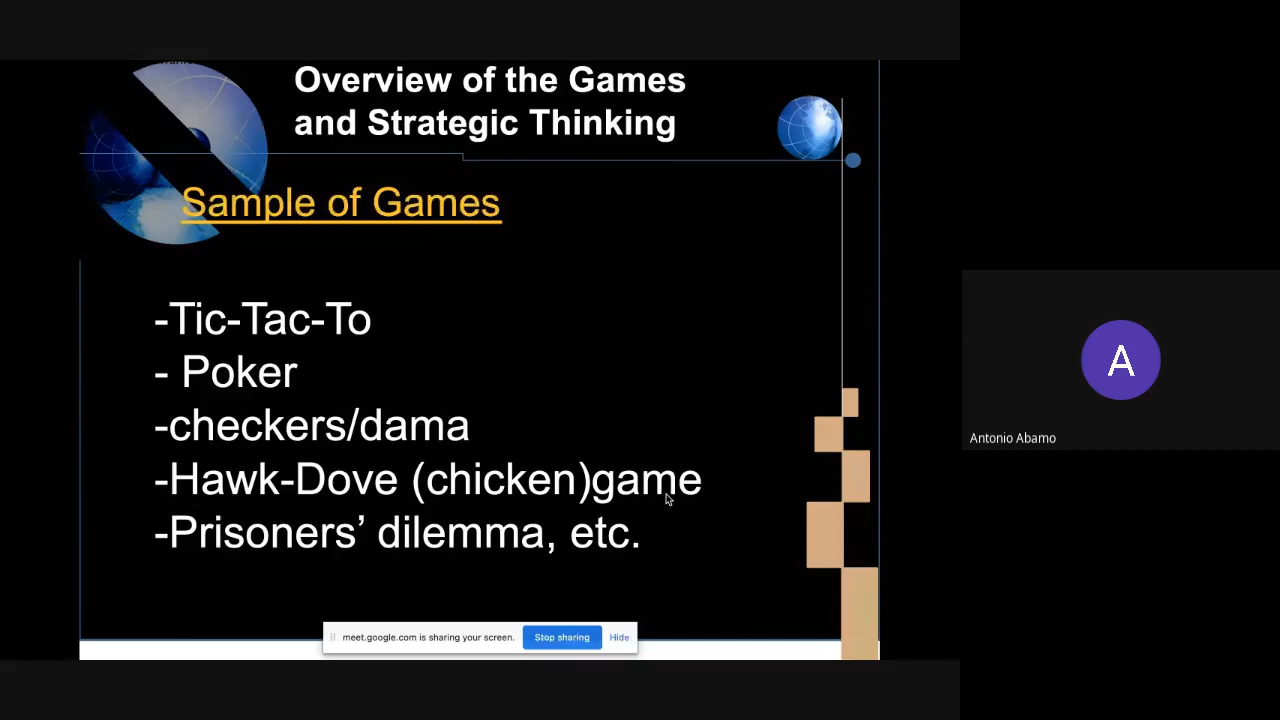 Overview of the Games
and Strategic Thinking
Sample of Games
-Tic-Tac-To
- Poker
-checkers/dama
-Hawk-Dove (chicken)game
-Prisoners’ dilemma, etc.
meet.google.com is sharing your screen. Stop sharing Hide
A
Antonio Abamo